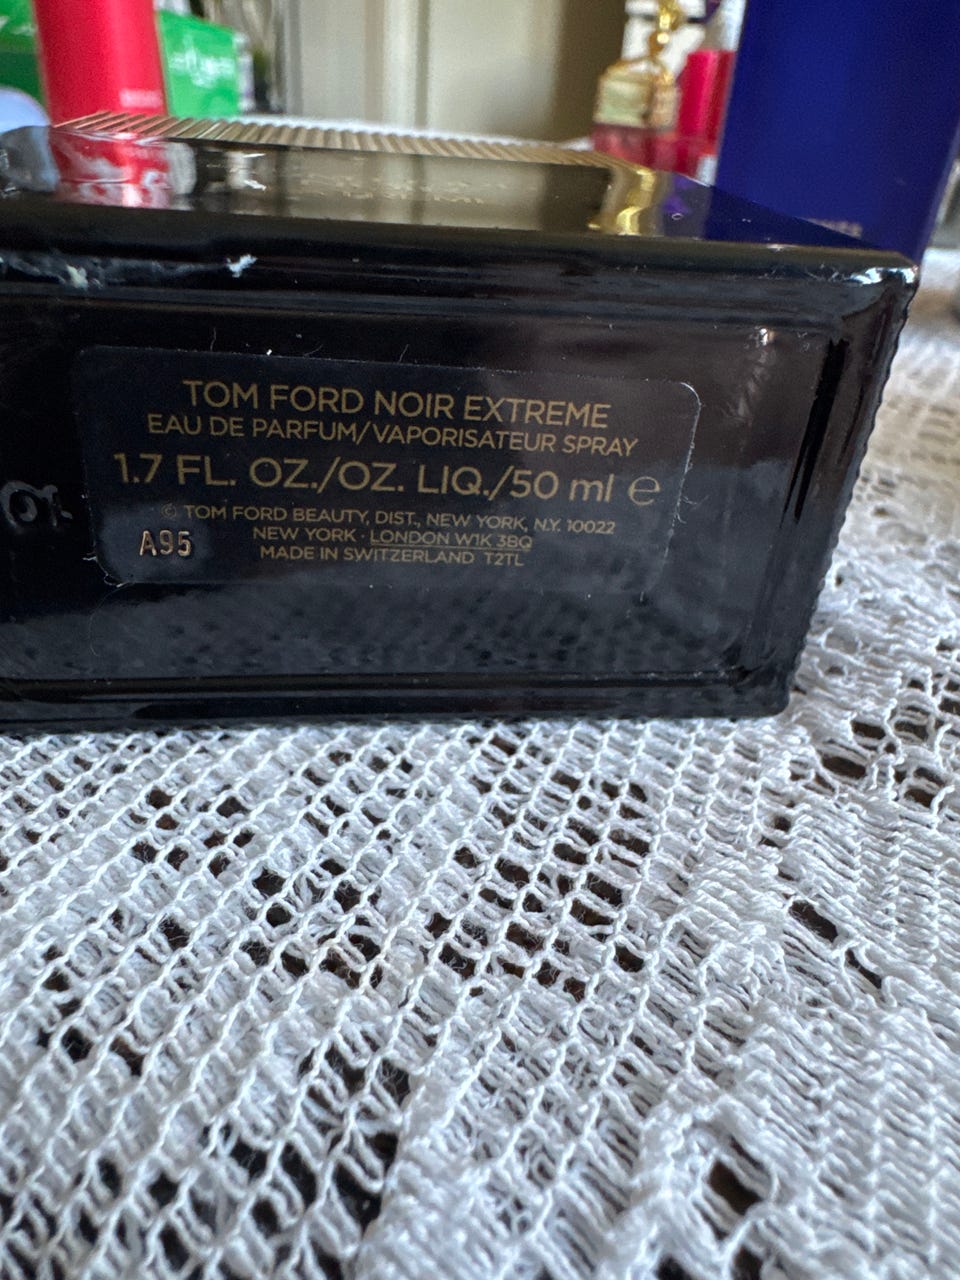 TOM FORD NOIR EXTREME
EAU DE PARFUM/VAPORISATEUR SPRAY
1.7 FL. OZ./OZ. LIQ./50 ml ℮
© TOM FORD BEAUTY, DIST., NEW YORK, N.Y. 10022
NEW YORK · LONDON W1K 3BQ
MADE IN SWITZERLAND T2TL
A95